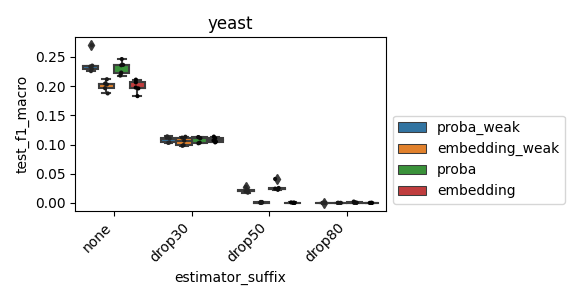 yeast
test_f1_macro
0.25
0.20
0.15
0.10
0.05
0.00
none
drop30
drop50
drop80
estimator_suffix
proba_weak
embedding_weak
proba
embedding